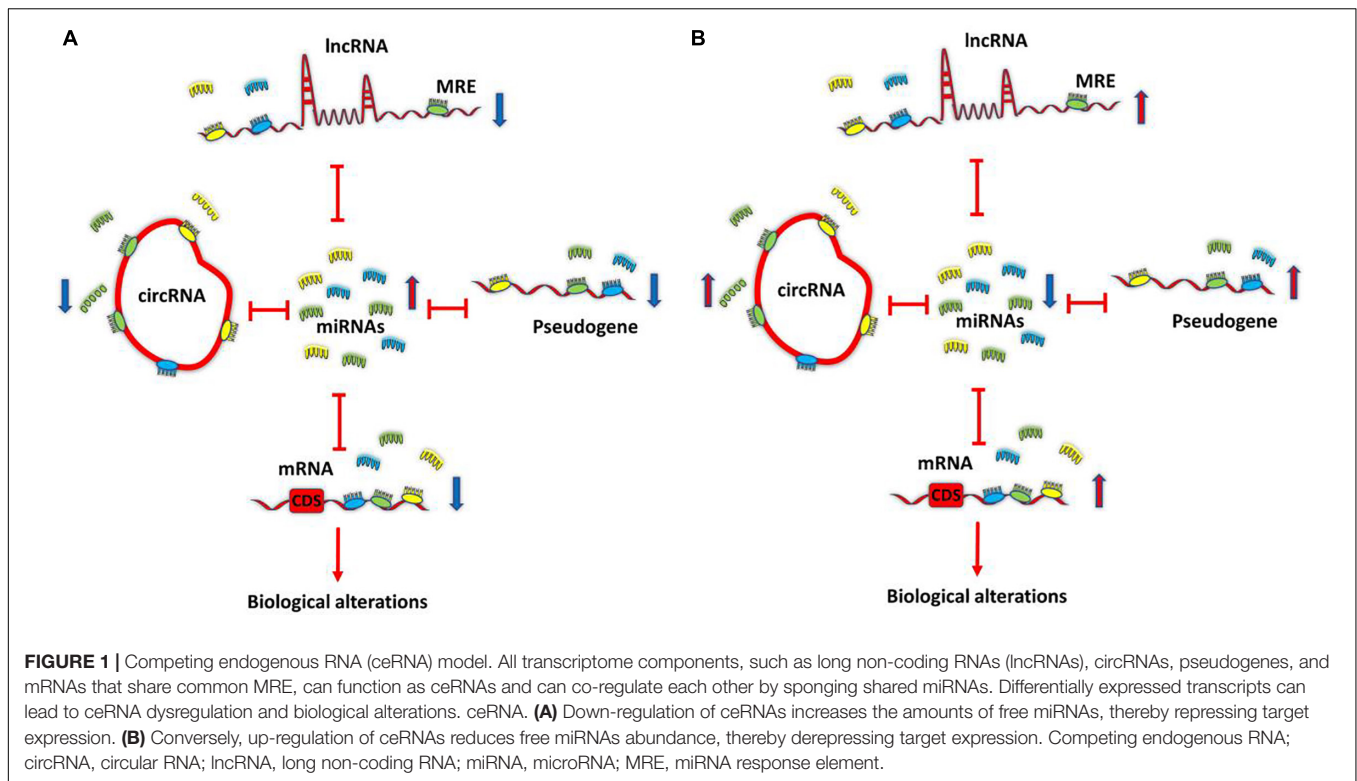 A
lncRNA
MRE
circRNA
miRNAs
Pseudogene
mRNA
CDS
Biological alterations
B
lncRNA
MRE
circRNA
miRNAs
Pseudogene
mRNA
CDS
Biological alterations
FIGURE 1 | Competing endogenous RNA (ceRNA) model. All transcriptome components, such as long non-coding RNAs (lncRNAs), circRNAs, pseudogenes, and
mRNAs that share common MRE, can function as ceRNAs and can co-regulate each other by sponging shared miRNAs. Differentially expressed transcripts can
lead to ceRNA dysregulation and biological alterations. ceRNA. (A) Down-regulation of ceRNAs increases the amounts of free miRNAs, thereby repressing target
expression. (B) Conversely, up-regulation of ceRNAs reduces free miRNAs abundance, thereby derepressing target expression. Competing endogenous RNA;
circRNA, circular RNA; lncRNA, long non-coding RNA; miRNA, microRNA; MRE, miRNA response element.